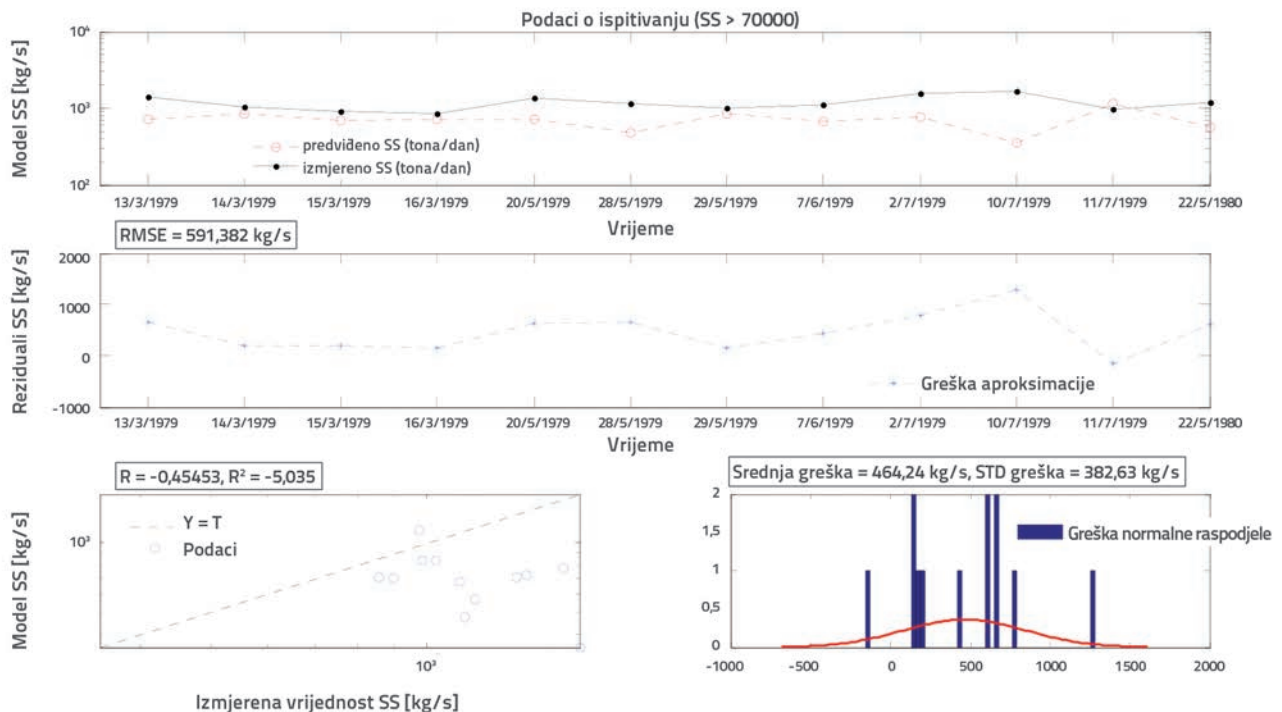 Podaci o ispitivanju (SS > 70000)
Model SS [kg/s]
10⁴
10³
10²
predviđeno SS (tona/dan)
izmjereno SS (tona/dan)
13/3/1979 14/3/1979 15/3/1979 16/3/1979 20/5/1979 28/5/1979 29/5/1979 7/6/1979 2/7/1979 10/7/1979 11/7/1979 22/5/1980
Vrijeme
RMSE = 591,382 kg/s
Reziduali SS [kg/s]
2000
1000
0
-1000
Greška aproksimacije
13/3/1979 14/3/1979 15/3/1979 16/3/1979 20/5/1979 28/5/1979 29/5/1979 7/6/1979 2/7/1979 10/7/1979 11/7/1979 22/5/1980
Vrijeme
R = -0,45453, R² = -5,035
Model SS [kg/s]
10³
Y = T
Podaci
10³
Izmjerena vrijednost SS [kg/s]
Srednja greška = 464,24 kg/s, STD greška = 382,63 kg/s
2
1,5
1
0,5
0
Greška normalne raspodjele
-1000 -500 0 500 1000 1500 2000